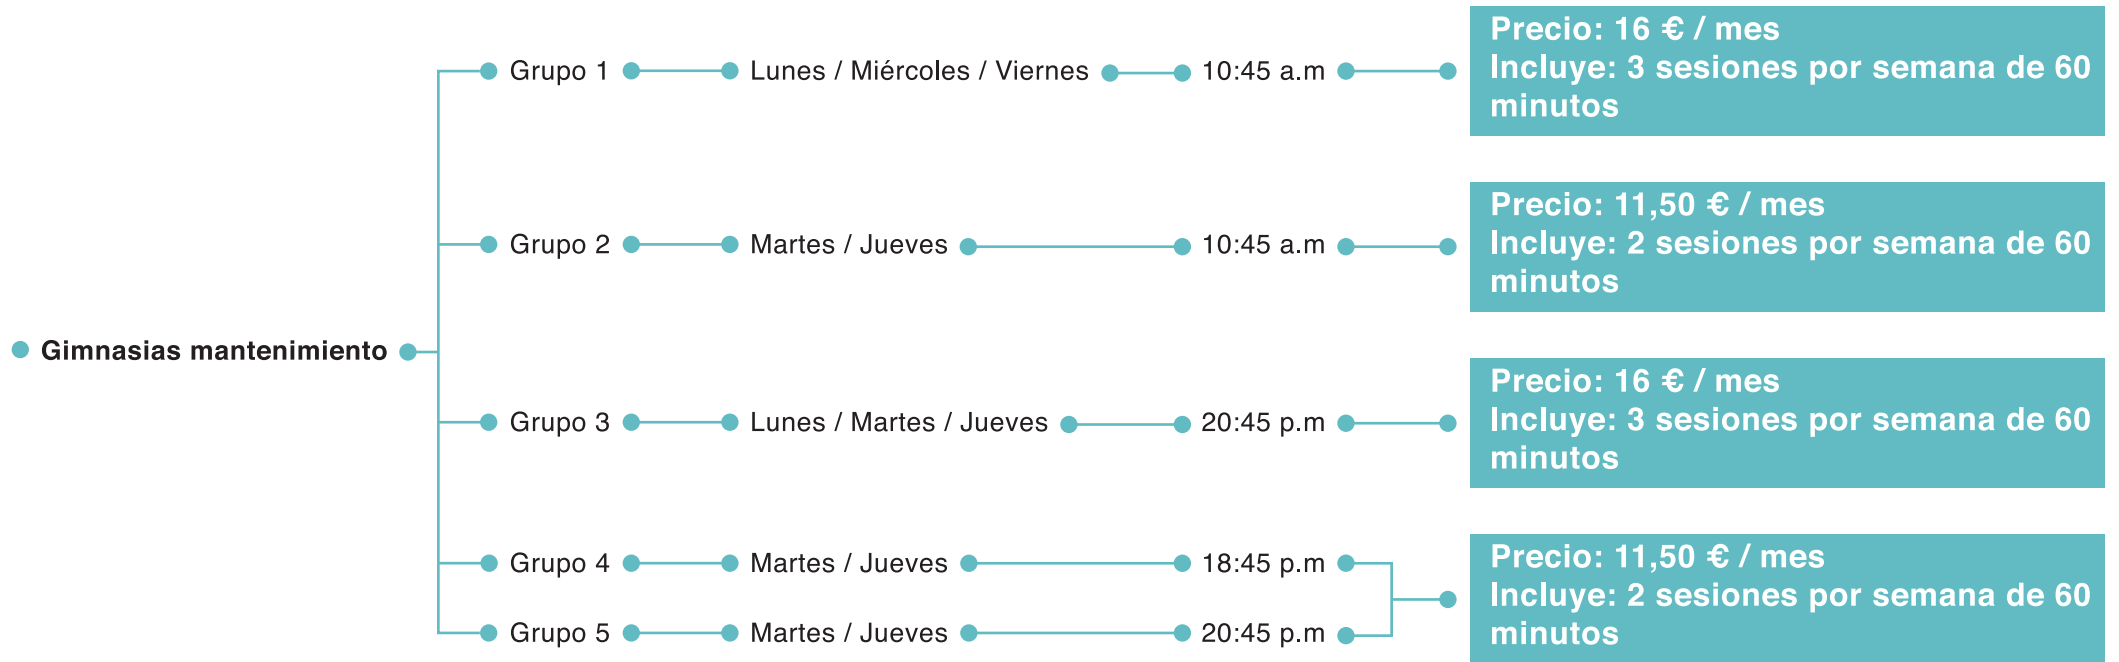 Gimnasias mantenimiento
Grupo 1 Lunes / Miércoles / Viernes 10:45 a.m
Precio: 16 € / mes
Incluye: 3 sesiones por semana de 60
minutos
Grupo 2 Martes / Jueves 10:45 a.m
Precio: 11,50 € / mes
Incluye: 2 sesiones por semana de 60
minutos
Grupo 3 Lunes / Martes / Jueves 20:45 p.m
Precio: 16 € / mes
Incluye: 3 sesiones por semana de 60
minutos
Grupo 4 Martes / Jueves 18:45 p.m
Grupo 5 Martes / Jueves 20:45 p.m
Precio: 11,50 € / mes
Incluye: 2 sesiones por semana de 60
minutos